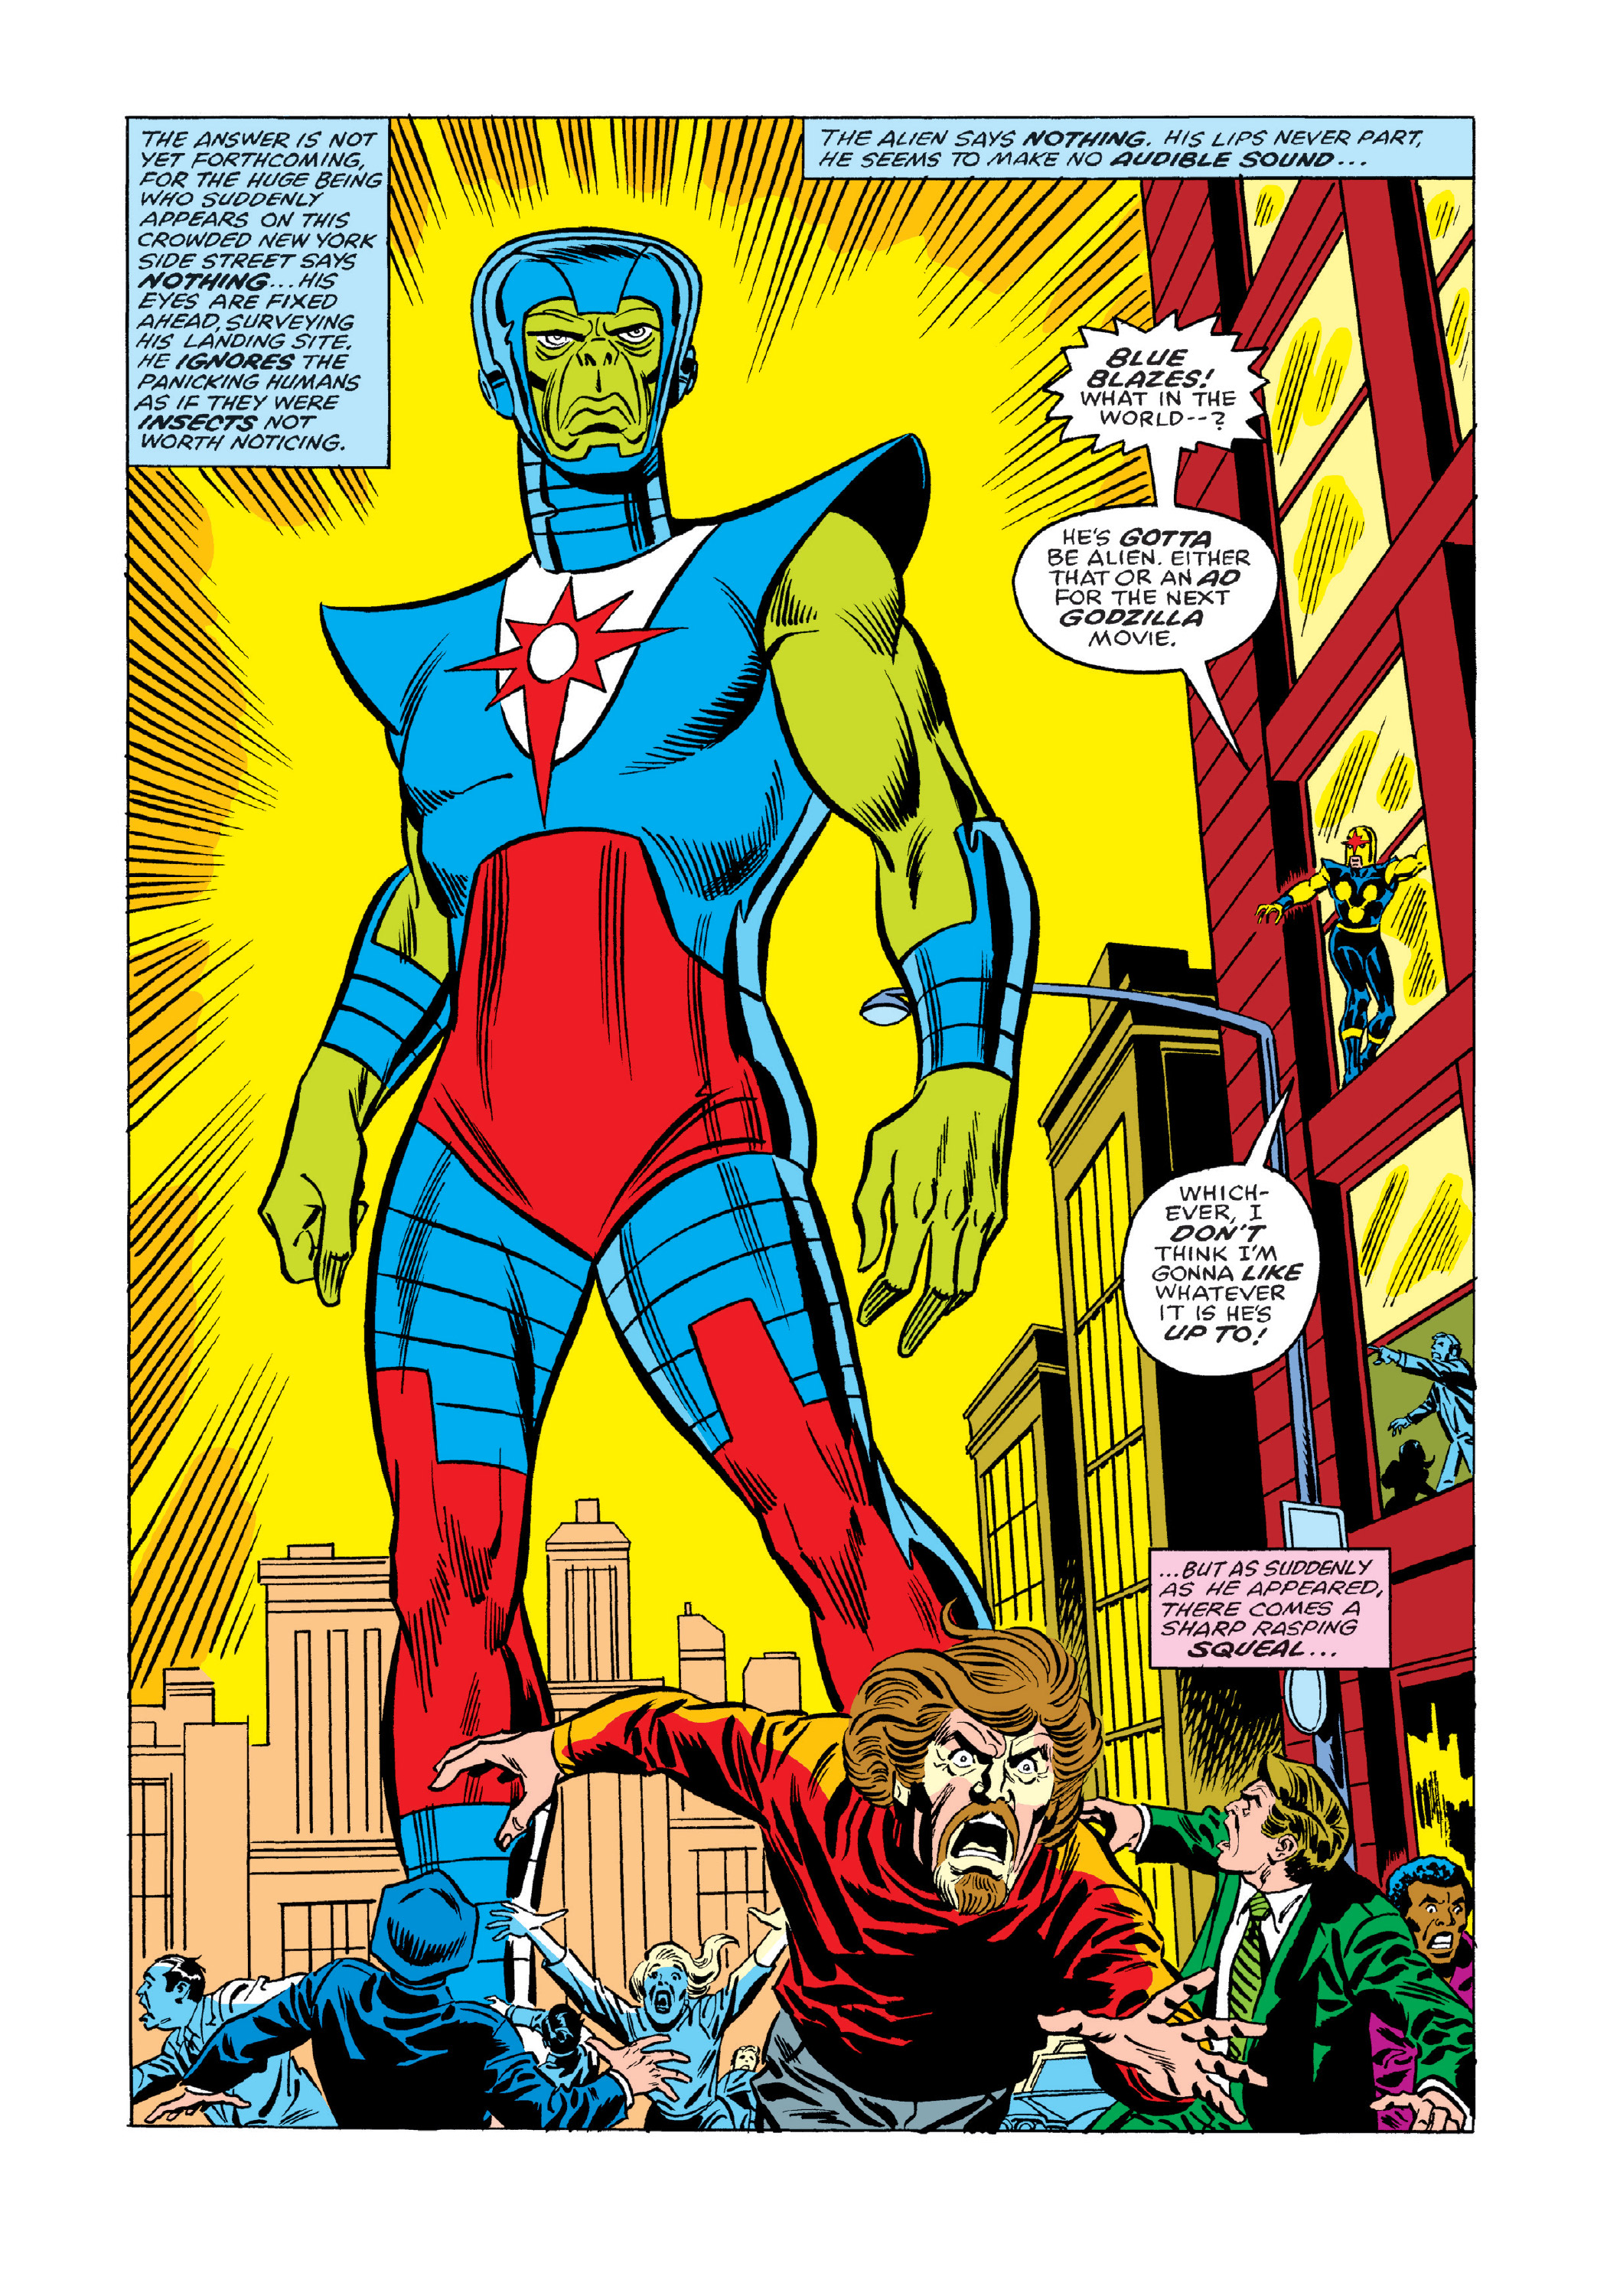 THE ANSWER IS NOT
YET FORTHCOMING,
FOR THE HUGE BEING
WHO SUDDENLY
APPEARS ON THIS
CROWDED NEW YORK
SIDE STREET SAYS
NOTHING... HIS
EYES ARE FIXED
AHEAD, SURVEYING
HIS LANDING SITE.
HE IGNORES THE
PANICKING HUMANS
AS IF THEY WERE
INSECTS NOT
WORTH NOTICING.
THE ALIEN SAYS NOTHING. HIS LIPS NEVER PART,
HE SEEMS TO MAKE NO AUDIBLE SOUND...
BLUE
BLAZES!
WHAT IN THE
WORLD--?
HE'S GOTTA
BE ALIEN. EITHER
THAT OR AN AD
FOR THE NEXT
GODZILLA
MOVIE.
WHICH-
EVER, I
DON'T
THINK I'M
GONNA LIKE
WHATEVER
IT IS HE'S
UP TO!
...BUT AS SUDDENLY
AS HE APPEARED,
THERE COMES A
SHARP RASPING
SQUEAL...